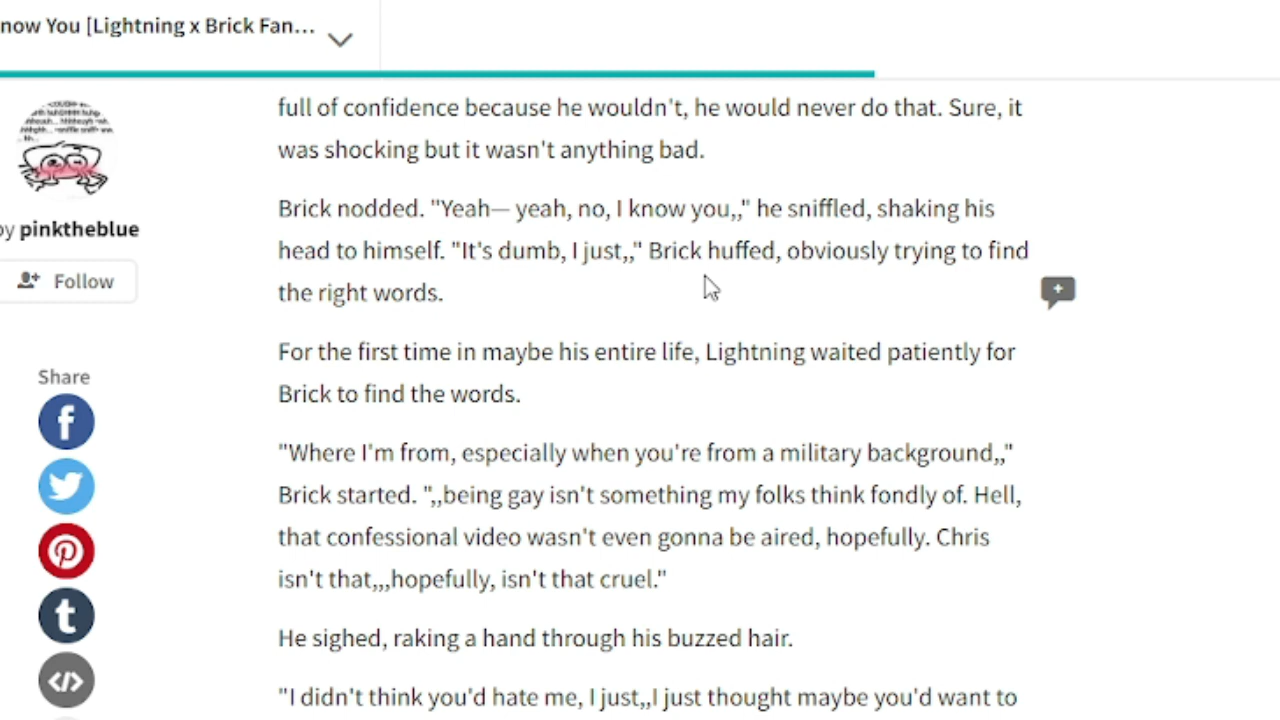 now You [Lightning x Brick Fan...
full of confidence because he wouldn't, he would never do that. Sure, it
was shocking but it wasn't anything bad.
by pinktheblue
Follow
Brick nodded. "Yeah— yeah, no, I know you,," he sniffled, shaking his
head to himself. "It's dumb, I just,," Brick huffed, obviously trying to find
the right words.
For the first time in maybe his entire life, Lightning waited patiently for
Brick to find the words.
Share
"Where I'm from, especially when you're from a military background,,"
Brick started. ",,being gay isn't something my folks think fondly of. Hell,
that confessional video wasn't even gonna be aired, hopefully. Chris
isn't that,,,hopefully, isn't that cruel."
He sighed, raking a hand through his buzzed hair.
"I didn't think you'd hate me, I just,,I just thought maybe you'd want to